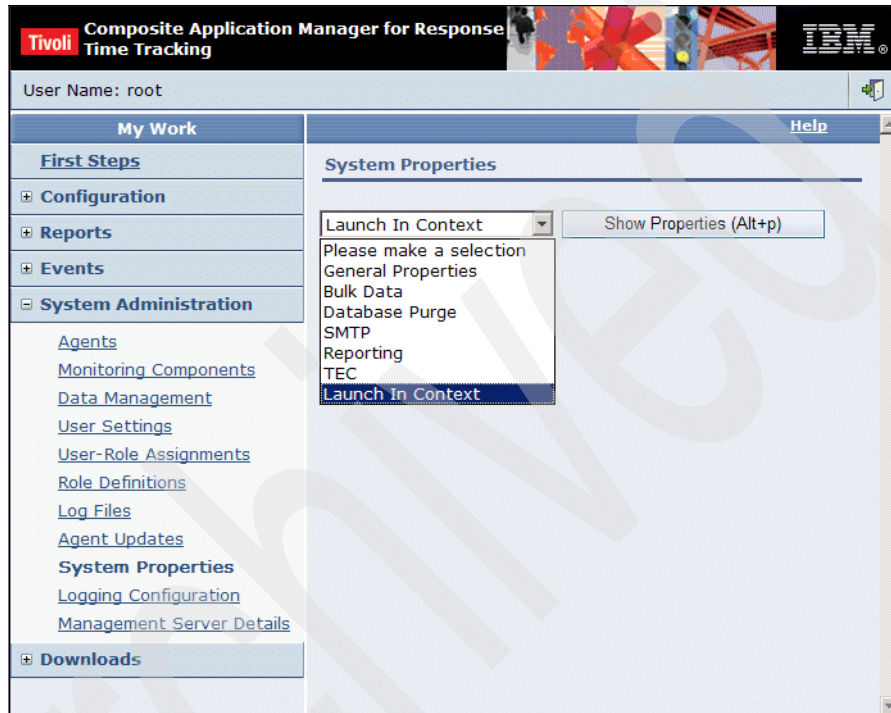 Tivoli
Composite Application Manager for Response
Time Tracking
IBM®
User Name: root
My Work
Help
First Steps
Configuration
Reports
Events
System Administration
Agents
Monitoring Components
Data Management
User Settings
User-Role Assignments
Role Definitions
Log Files
Agent Updates
System Properties
Logging Configuration
Management Server Details
Downloads
System Properties
Launch In Context
Show Properties (Alt+p)
Please make a selection
General Properties
Bulk Data
Database Purge
SMTP
Reporting
TEC
Launch In Context